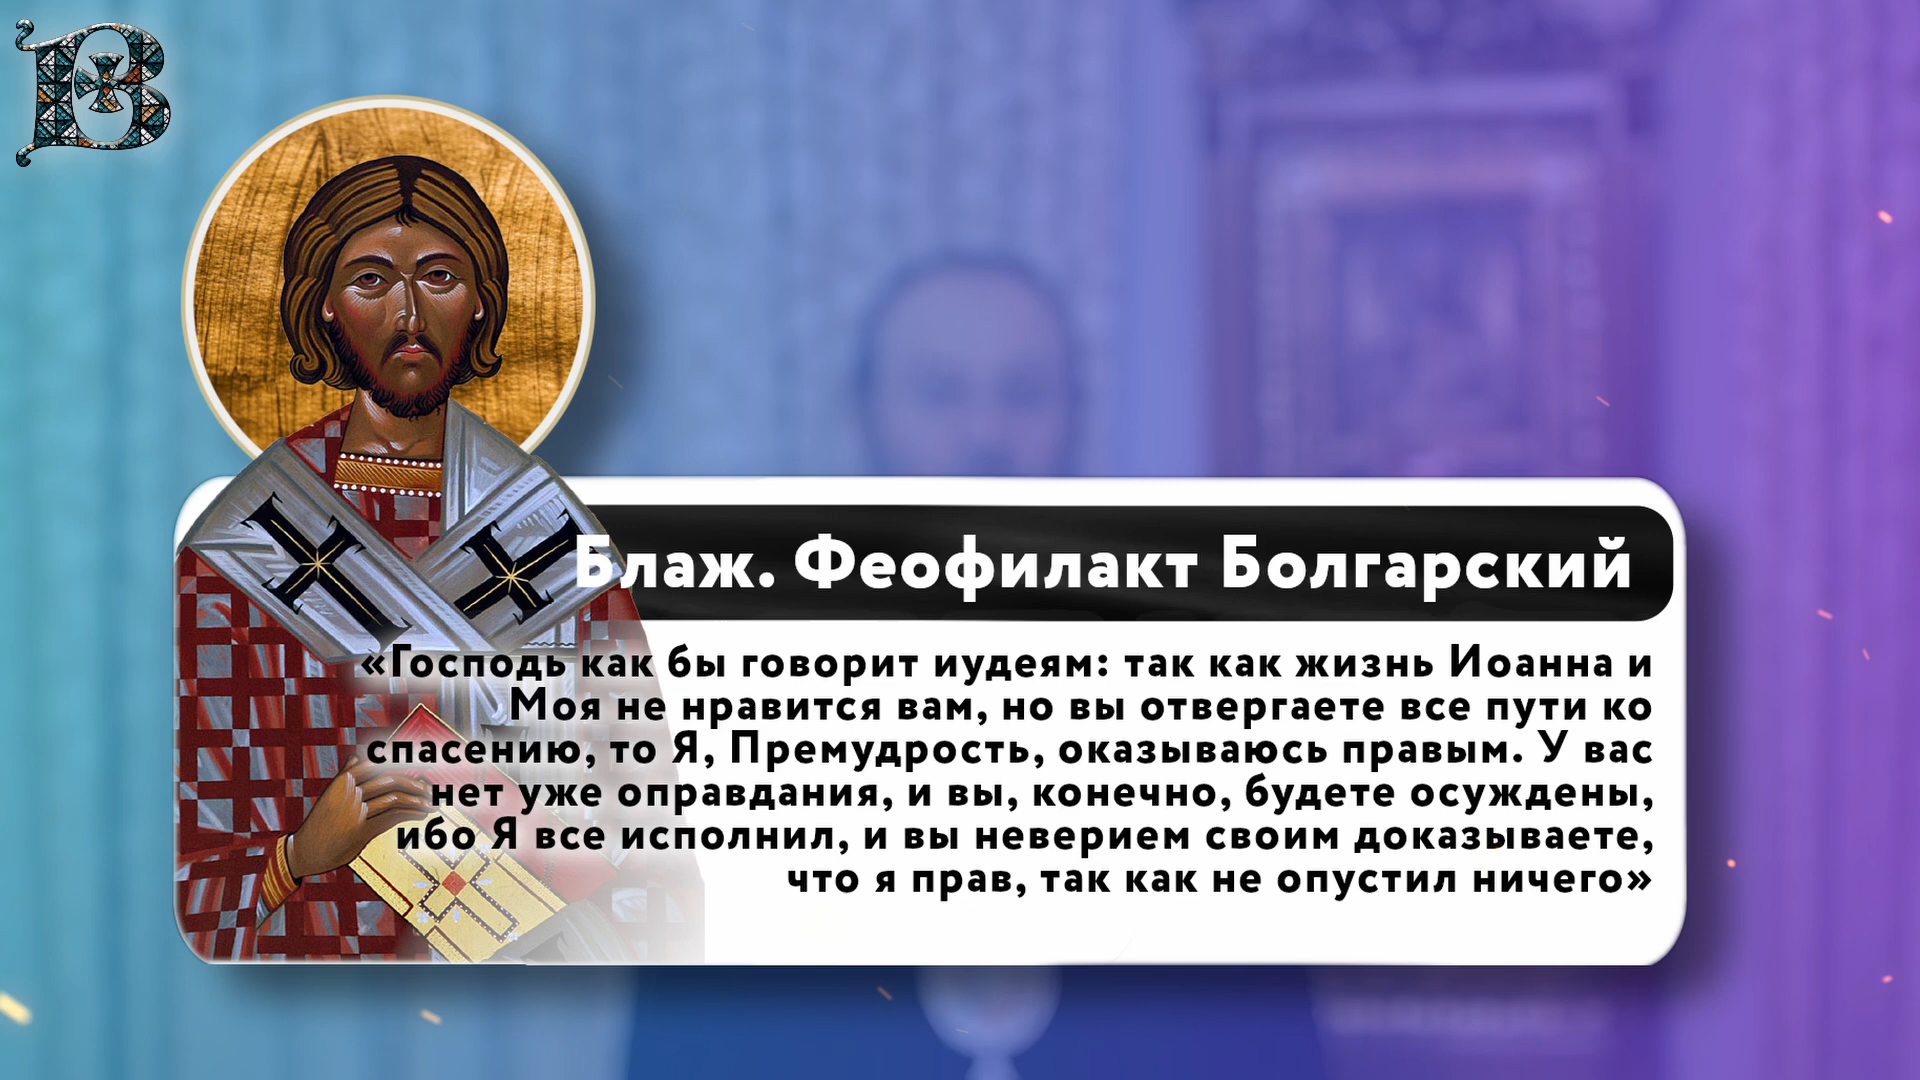 Блаж. Феофилакт Болгарский
«Господь как бы говорит иудеям: так как жизнь Иоанна и
Моя не нравится вам, но вы отвергаете все пути ко
спасению, то Я, Премудрость, оказываюсь правым. У вас
нет уже оправдания, и вы, конечно, будете осуждены,
ибо Я все исполнил, и вы неверием своим доказываете,
что я прав, так как не опустил ничего»